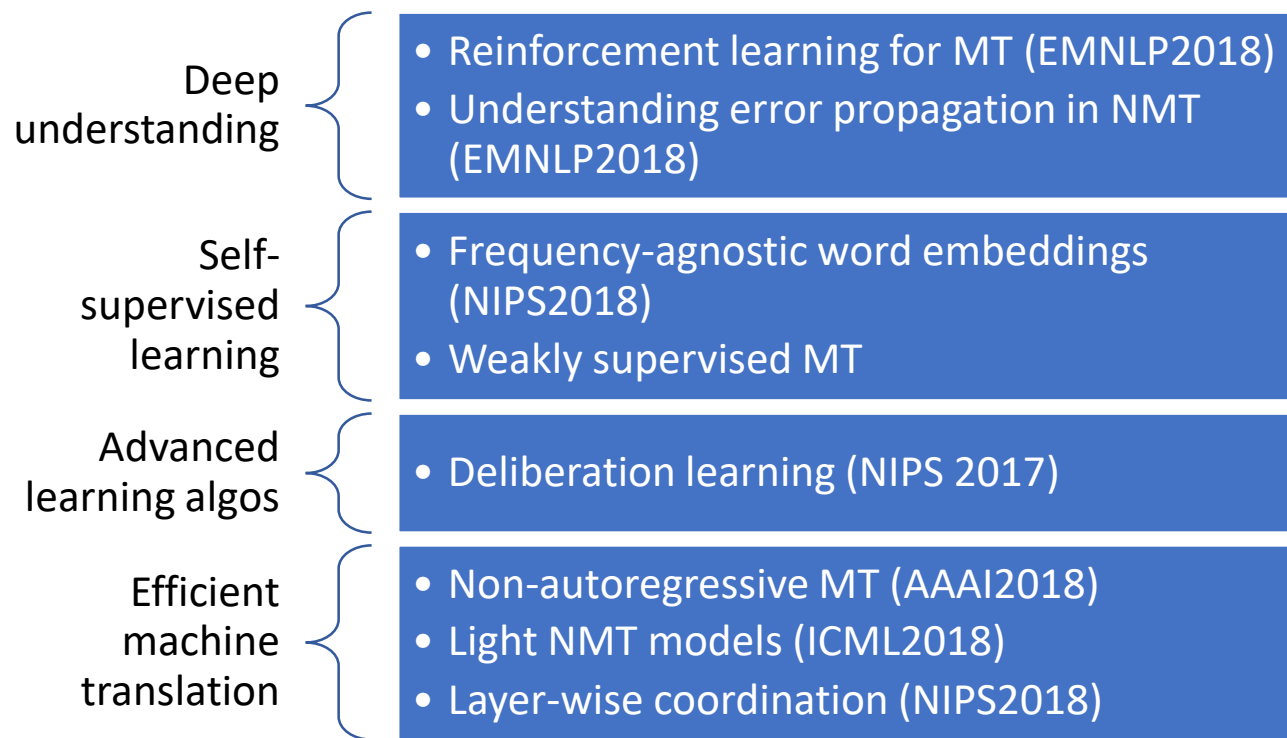 Deep
understanding
• Reinforcement learning for MT (EMNLP2018)
• Understanding error propagation in NMT
(EMNLP2018)
Self-
supervised
learning
• Frequency-agnostic word embeddings
(NIPS2018)
• Weakly supervised MT
Advanced
learning algos
• Deliberation learning (NIPS 2017)
Efficient
machine
translation
• Non-autoregressive MT (AAAI2018)
• Light NMT models (ICML2018)
• Layer-wise coordination (NIPS2018)